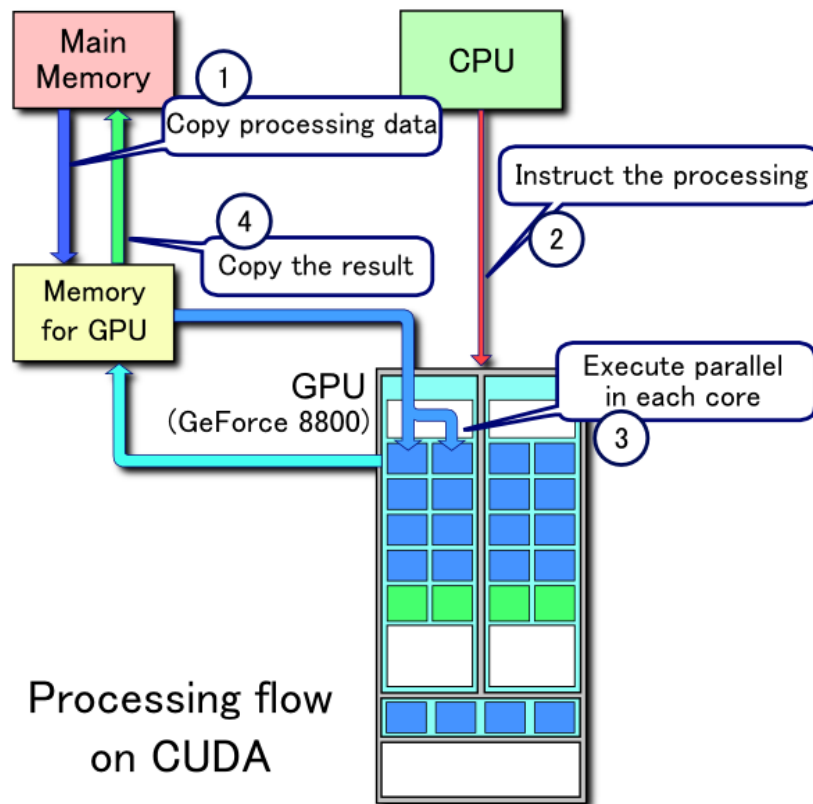 Main
Memory
CPU
1
Copy processing data
Instruct the processing
2
4
Copy the result
Memory
for GPU
GPU
(GeForce 8800)
Execute parallel
in each core
3
Processing flow
on CUDA